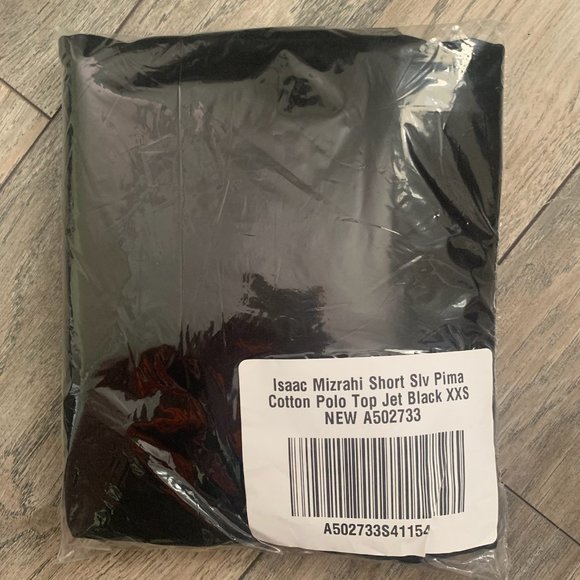 Isaac Mizrahi Short Slv Pima
Cotton Polo Top Jet Black XXS
NEW A502733
A502733S41154